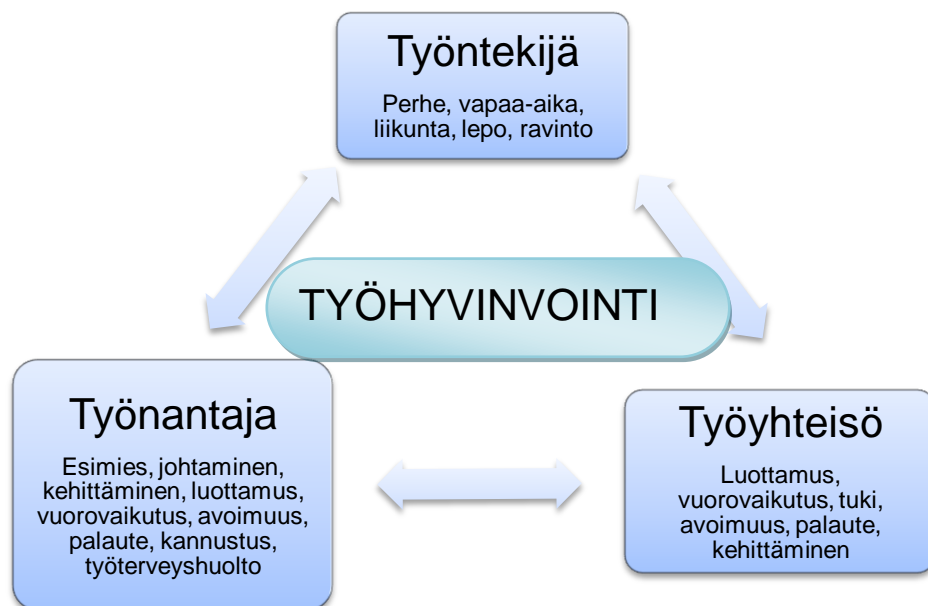 Työntekijä
Perhe, vapaa-aika,
liikunta, lepo, ravinto
TYÖHYVINVOINTI
Työnantaja
Esimies, johtaminen,
kehittäminen, luottamus,
vuorovaikutus, avoimuus,
palaute, kannustus,
työterveyshuolto
Työyhteisö
Luottamus,
vuorovaikutus, tuki,
avoimuus, palaute,
kehittäminen